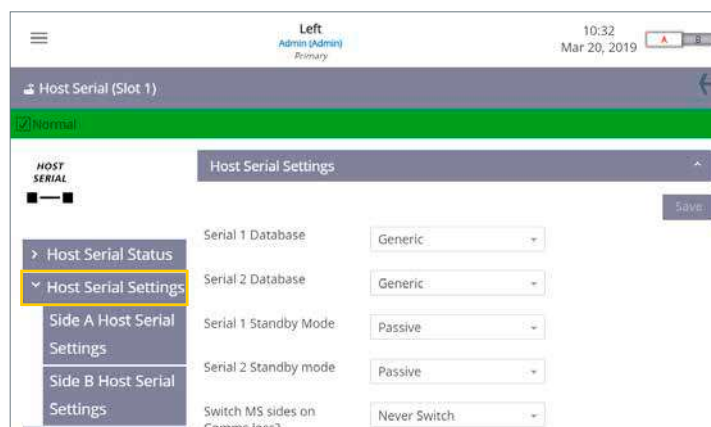 Left
Admin (Admin)
Primary
10:32
Mar 20, 2019
A
B
Host Serial (Slot 1)
Normal
HOST
SERIAL
Host Serial Settings
Save
Host Serial Status
Host Serial Settings
Side A Host Serial
Settings
Side B Host Serial
Settings
Serial 1 Database
Generic
Serial 2 Database
Generic
Serial 1 Standby Mode
Passive
Serial 2 Standby mode
Passive
Switch MS sides on
Comms loss?
Never Switch